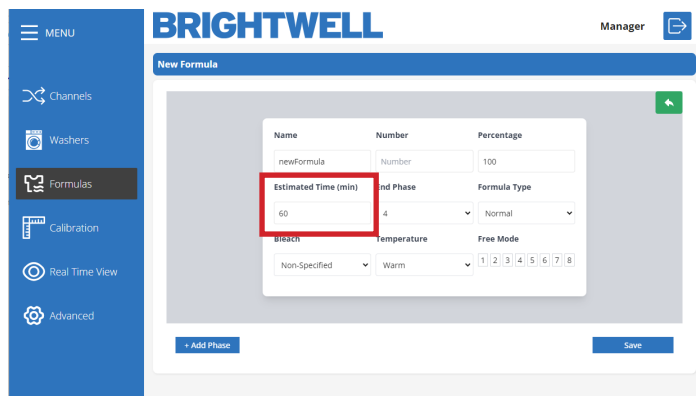 MENU
BRIGHTWELL
Manager
New Formula
Channels
Washers
Formulas
Calibration
Real Time View
Advanced
Name Number Percentage
newFormula Number 100
Estimated Time (min) End Phase Formula Type
60 4 Normal
Bleach Temperature Free Mode
Non-Specified Warm 1 2 3 4 5 6 7 8
+ Add Phase Save